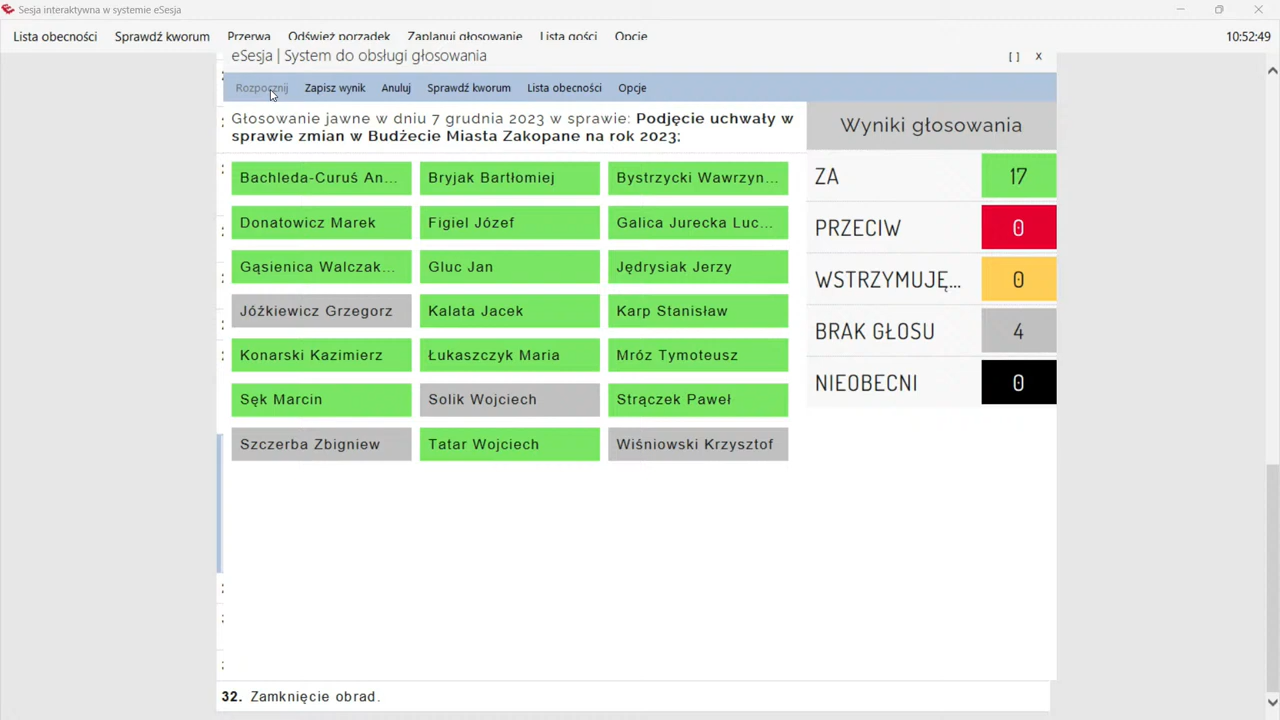 Sesja interaktywna w systemie eSesja
Lista obecności Sprawdź kworum Przerwa Odśwież porządek Zaplanuj głosowanie Lista gości Opcje 10:52:49
eSesja | System do obsługi głosowania [ ] X
Rozpocznij Zapisz wynik Anuluj Sprawdź kworum Lista obecności Opcje
Głosowanie jawne w dniu 7 grudnia 2023 w sprawie: Podjęcie uchwały w
sprawie zmian w Budżecie Miasta Zakopane na rok 2023;
Wyniki głosowania
Bachleda-Curuś An... Bryjak Bartłomiej Bystrzycki Wawrzyn...
ZA 17
Donatowicz Marek Figiel Józef Galica Jurecka Luc...
PRZECIW 0
Gąsienica Walczak... Gluc Jan Jędrysiak Jerzy
WSTRZYMUJĘ... 0
Jóźkiewicz Grzegorz Kalata Jacek Karp Stanisław
BRAK GŁOSU 4
Konarski Kazimierz Łukaszczyk Maria Mróz Tymoteusz
NIEOBECNI 0
Sęk Marcin Solik Wojciech Strączek Paweł
Szczerba Zbigniew Tatar Wojciech Wiśniowski Krzysztof
32. Zamknięcie obrad.